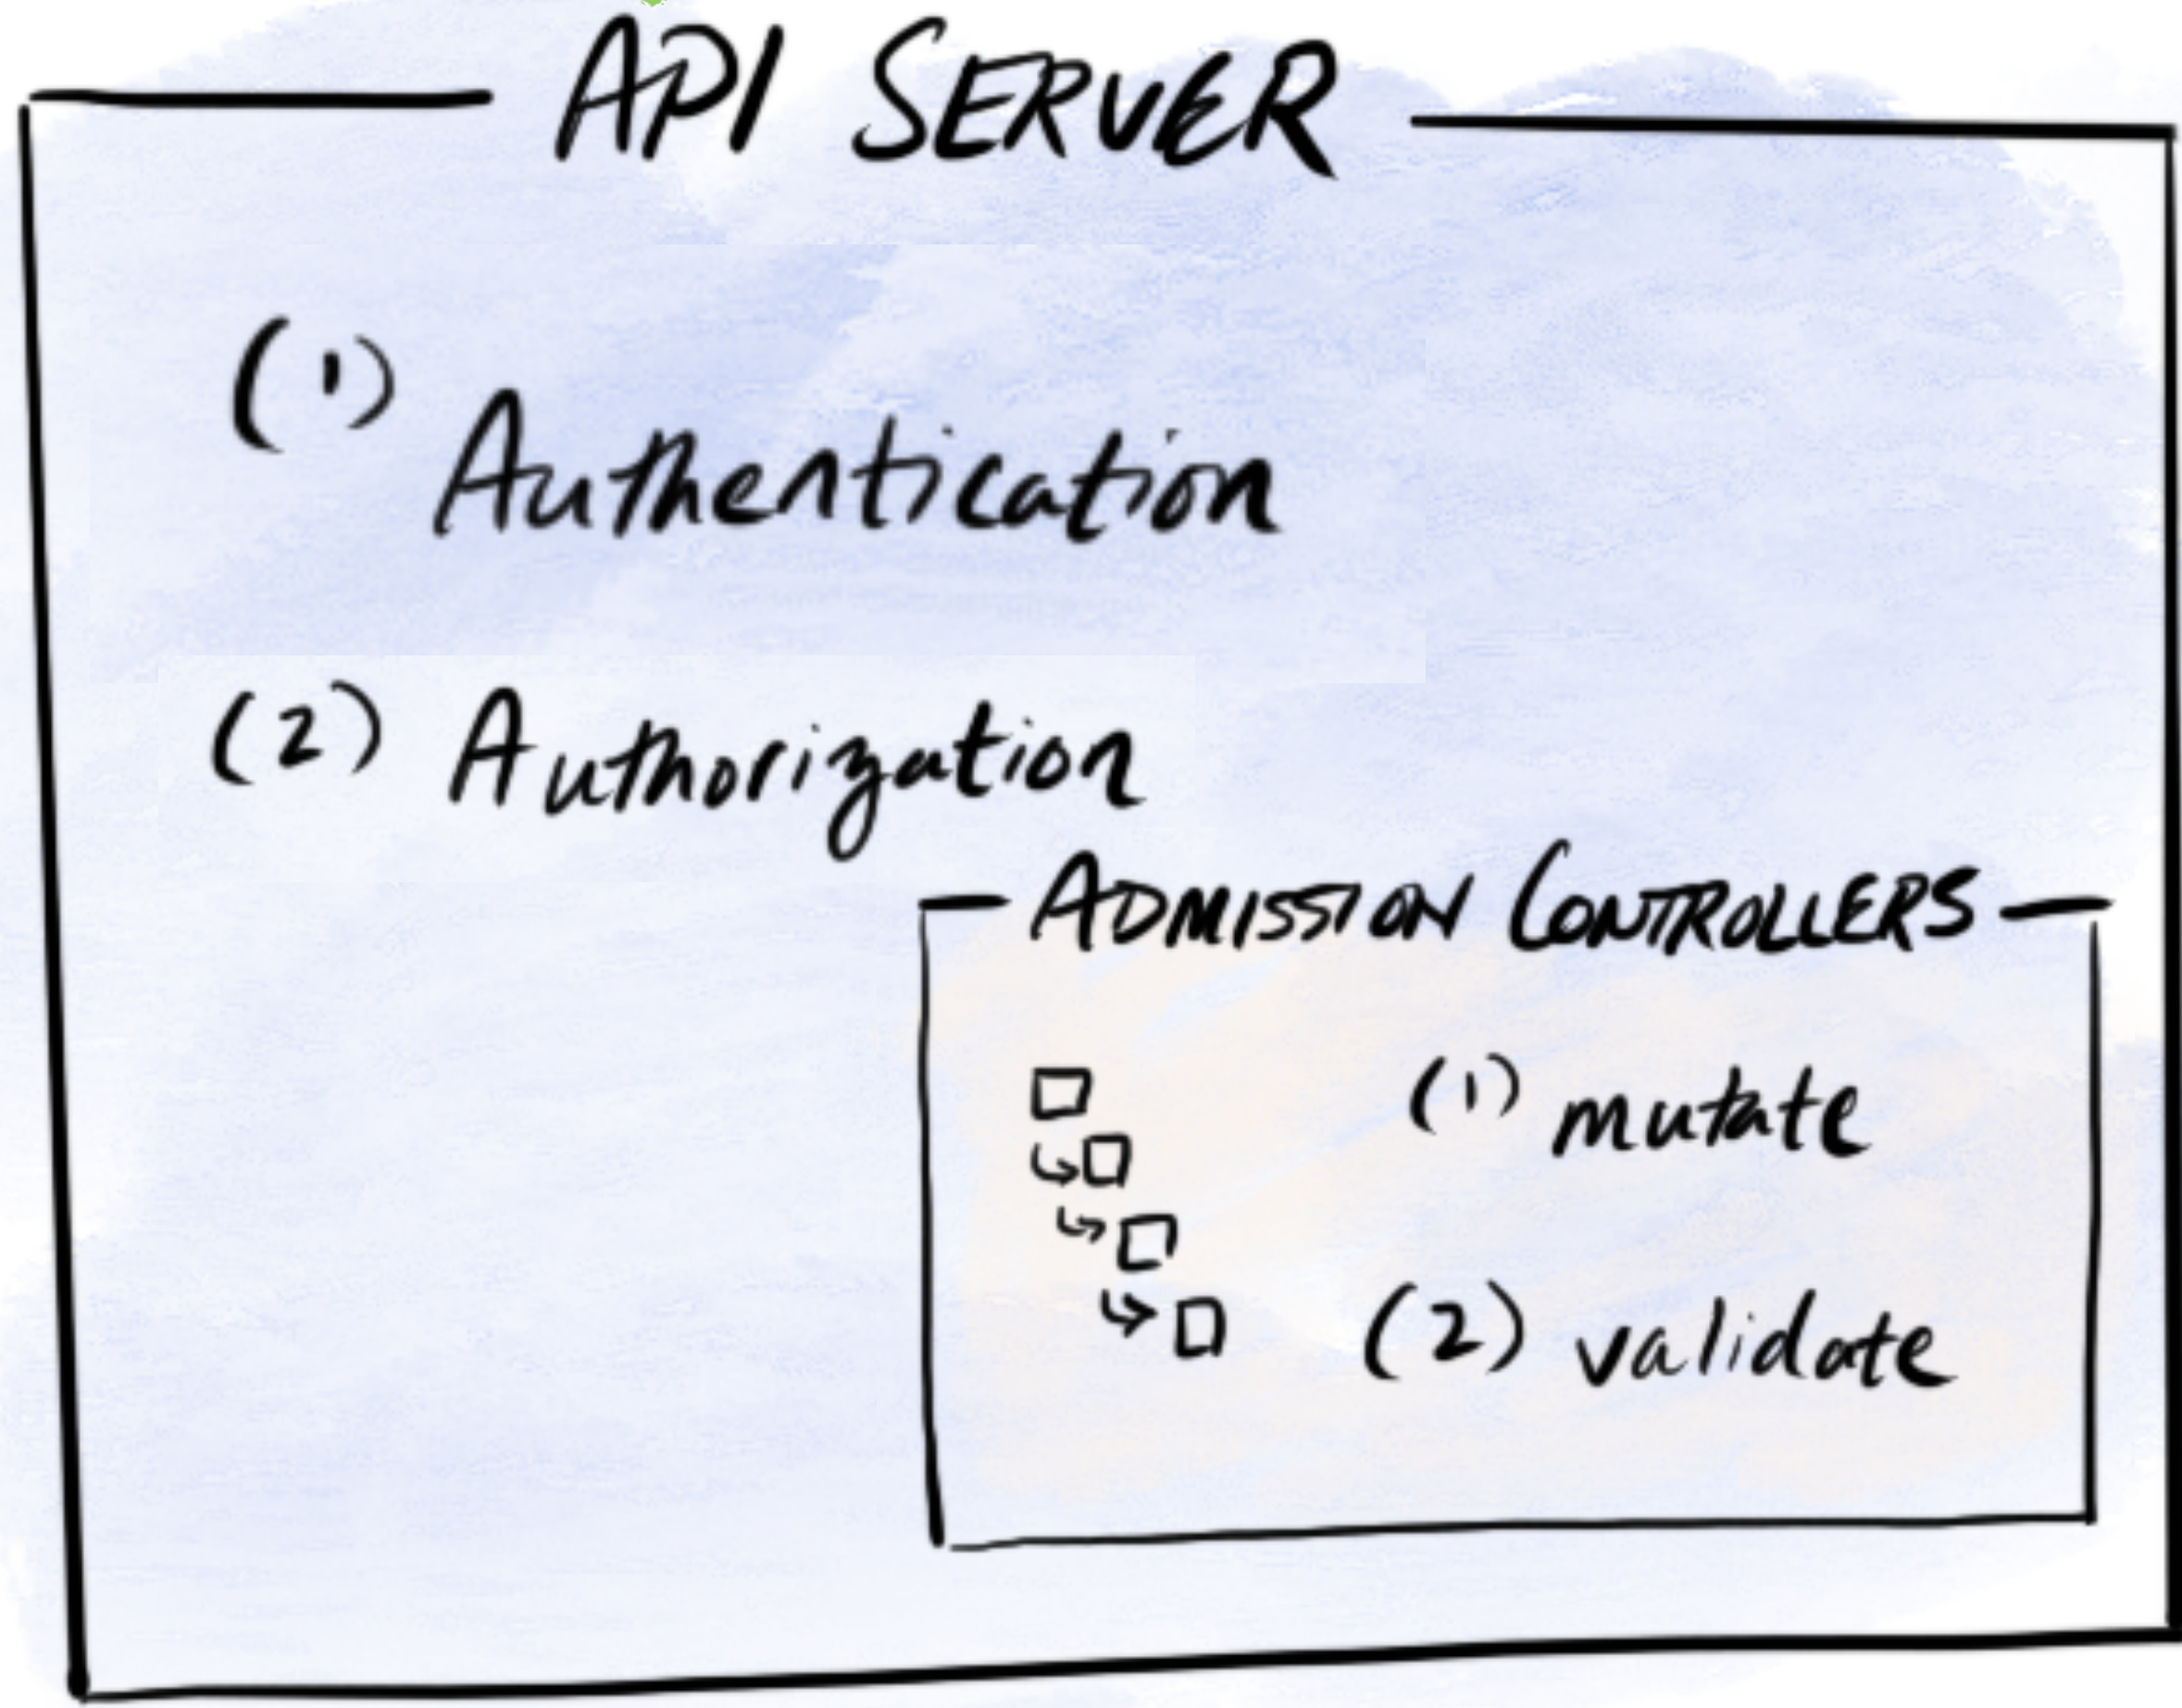 API SERVER
(1) Authentication
(2) Authorization
ADMISSION CONTROLLERS
(1) mutate
(2) validate